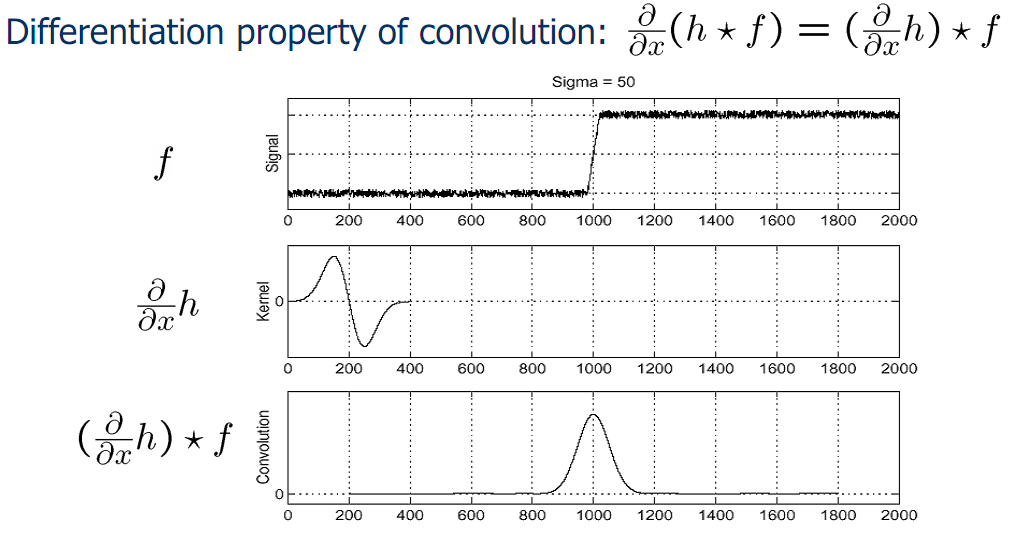 Differentiation property of convolution: ∂/∂x (h ⋆ f) = (∂/∂x h) ⋆ f
Sigma = 50
f
Signal
0 200 400 600 800 1000 1200 1400 1600 1800 2000
∂/∂x h
Kernel
0
0 200 400 600 800 1000 1200 1400 1600 1800 2000
(∂/∂x h) ⋆ f
Convolution
0
0 200 400 600 800 1000 1200 1400 1600 1800 2000